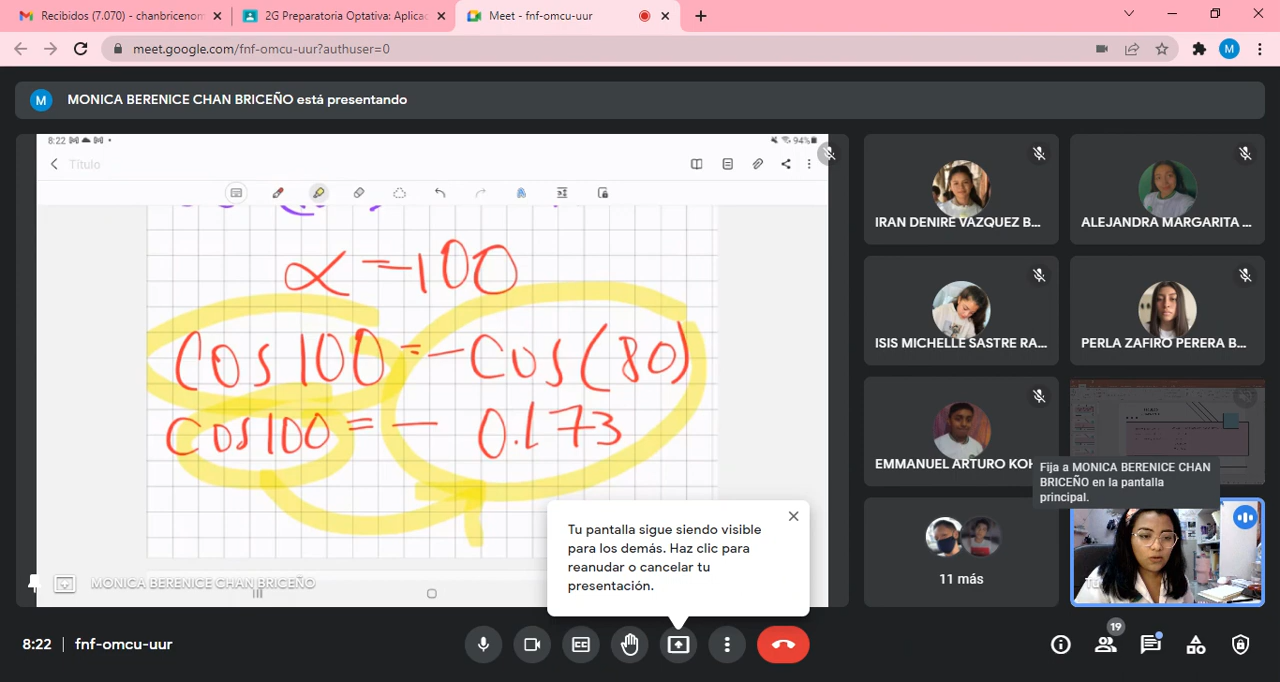 Recibidos (7.070) - chanbricenom
2G Preparatoria Optativa: Aplicac
Meet - fnf-omcu-uur
meet.google.com/fnf-omcu-uur?authuser=0
M
M
MONICA BERENICE CHAN BRICEÑO está presentando
8:22
94%
Título
α=-100
Cos 100 = - Cos (80)
Cos 100 = - 0.173
MONICA BERENICE CHAN BRICEÑO
Tu pantalla sigue siendo visible
para los demás. Haz clic para
reanudar o cancelar tu
presentación.
IRAN DENIRE VAZQUEZ B...
ALEJANDRA MARGARITA ...
ISIS MICHELLE SASTRE RA...
PERLA ZAFIRO PERERA B...
EMMANUEL ARTURO KOH
Fija a MONICA BERENICE CHAN
BRICEÑO en la pantalla
principal.
11 más
8:22 | fnf-omcu-uur
19